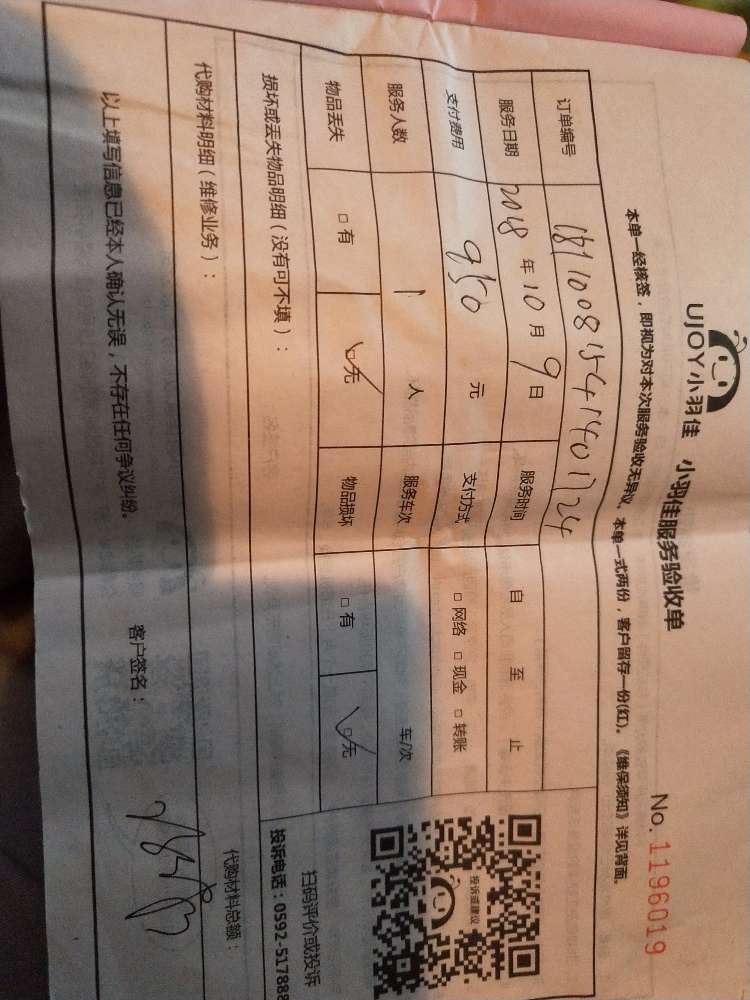 UJOY小羽佳 小羽佳服务验收单
No. 1196019
本单一经核签，即视为对本次服务验收无异议，本单一式两份，客户留存一份(红)。《维保须知》详见背面。
订单编号 1810081541401724
服务日期 2018 年 10 月 9 日 服务时间 自 至 止
支付费用 950 元 支付方式 □ 网络 □ 现金 □ 转账
服务人数 1 人 服务车次 车/次
物品丢失 □ 有 ☑ 无 物品损坏 □ 有 ☑ 无
投诉或建议
扫码评价或投诉
投诉电话：0592-517888
损坏或丢失物品明细（没有可不填）：
代购材料明细（维修业务）：
代购材料总额：
以上填写信息已经本人确认无误，不存在任何争议纠纷。
客户签名：